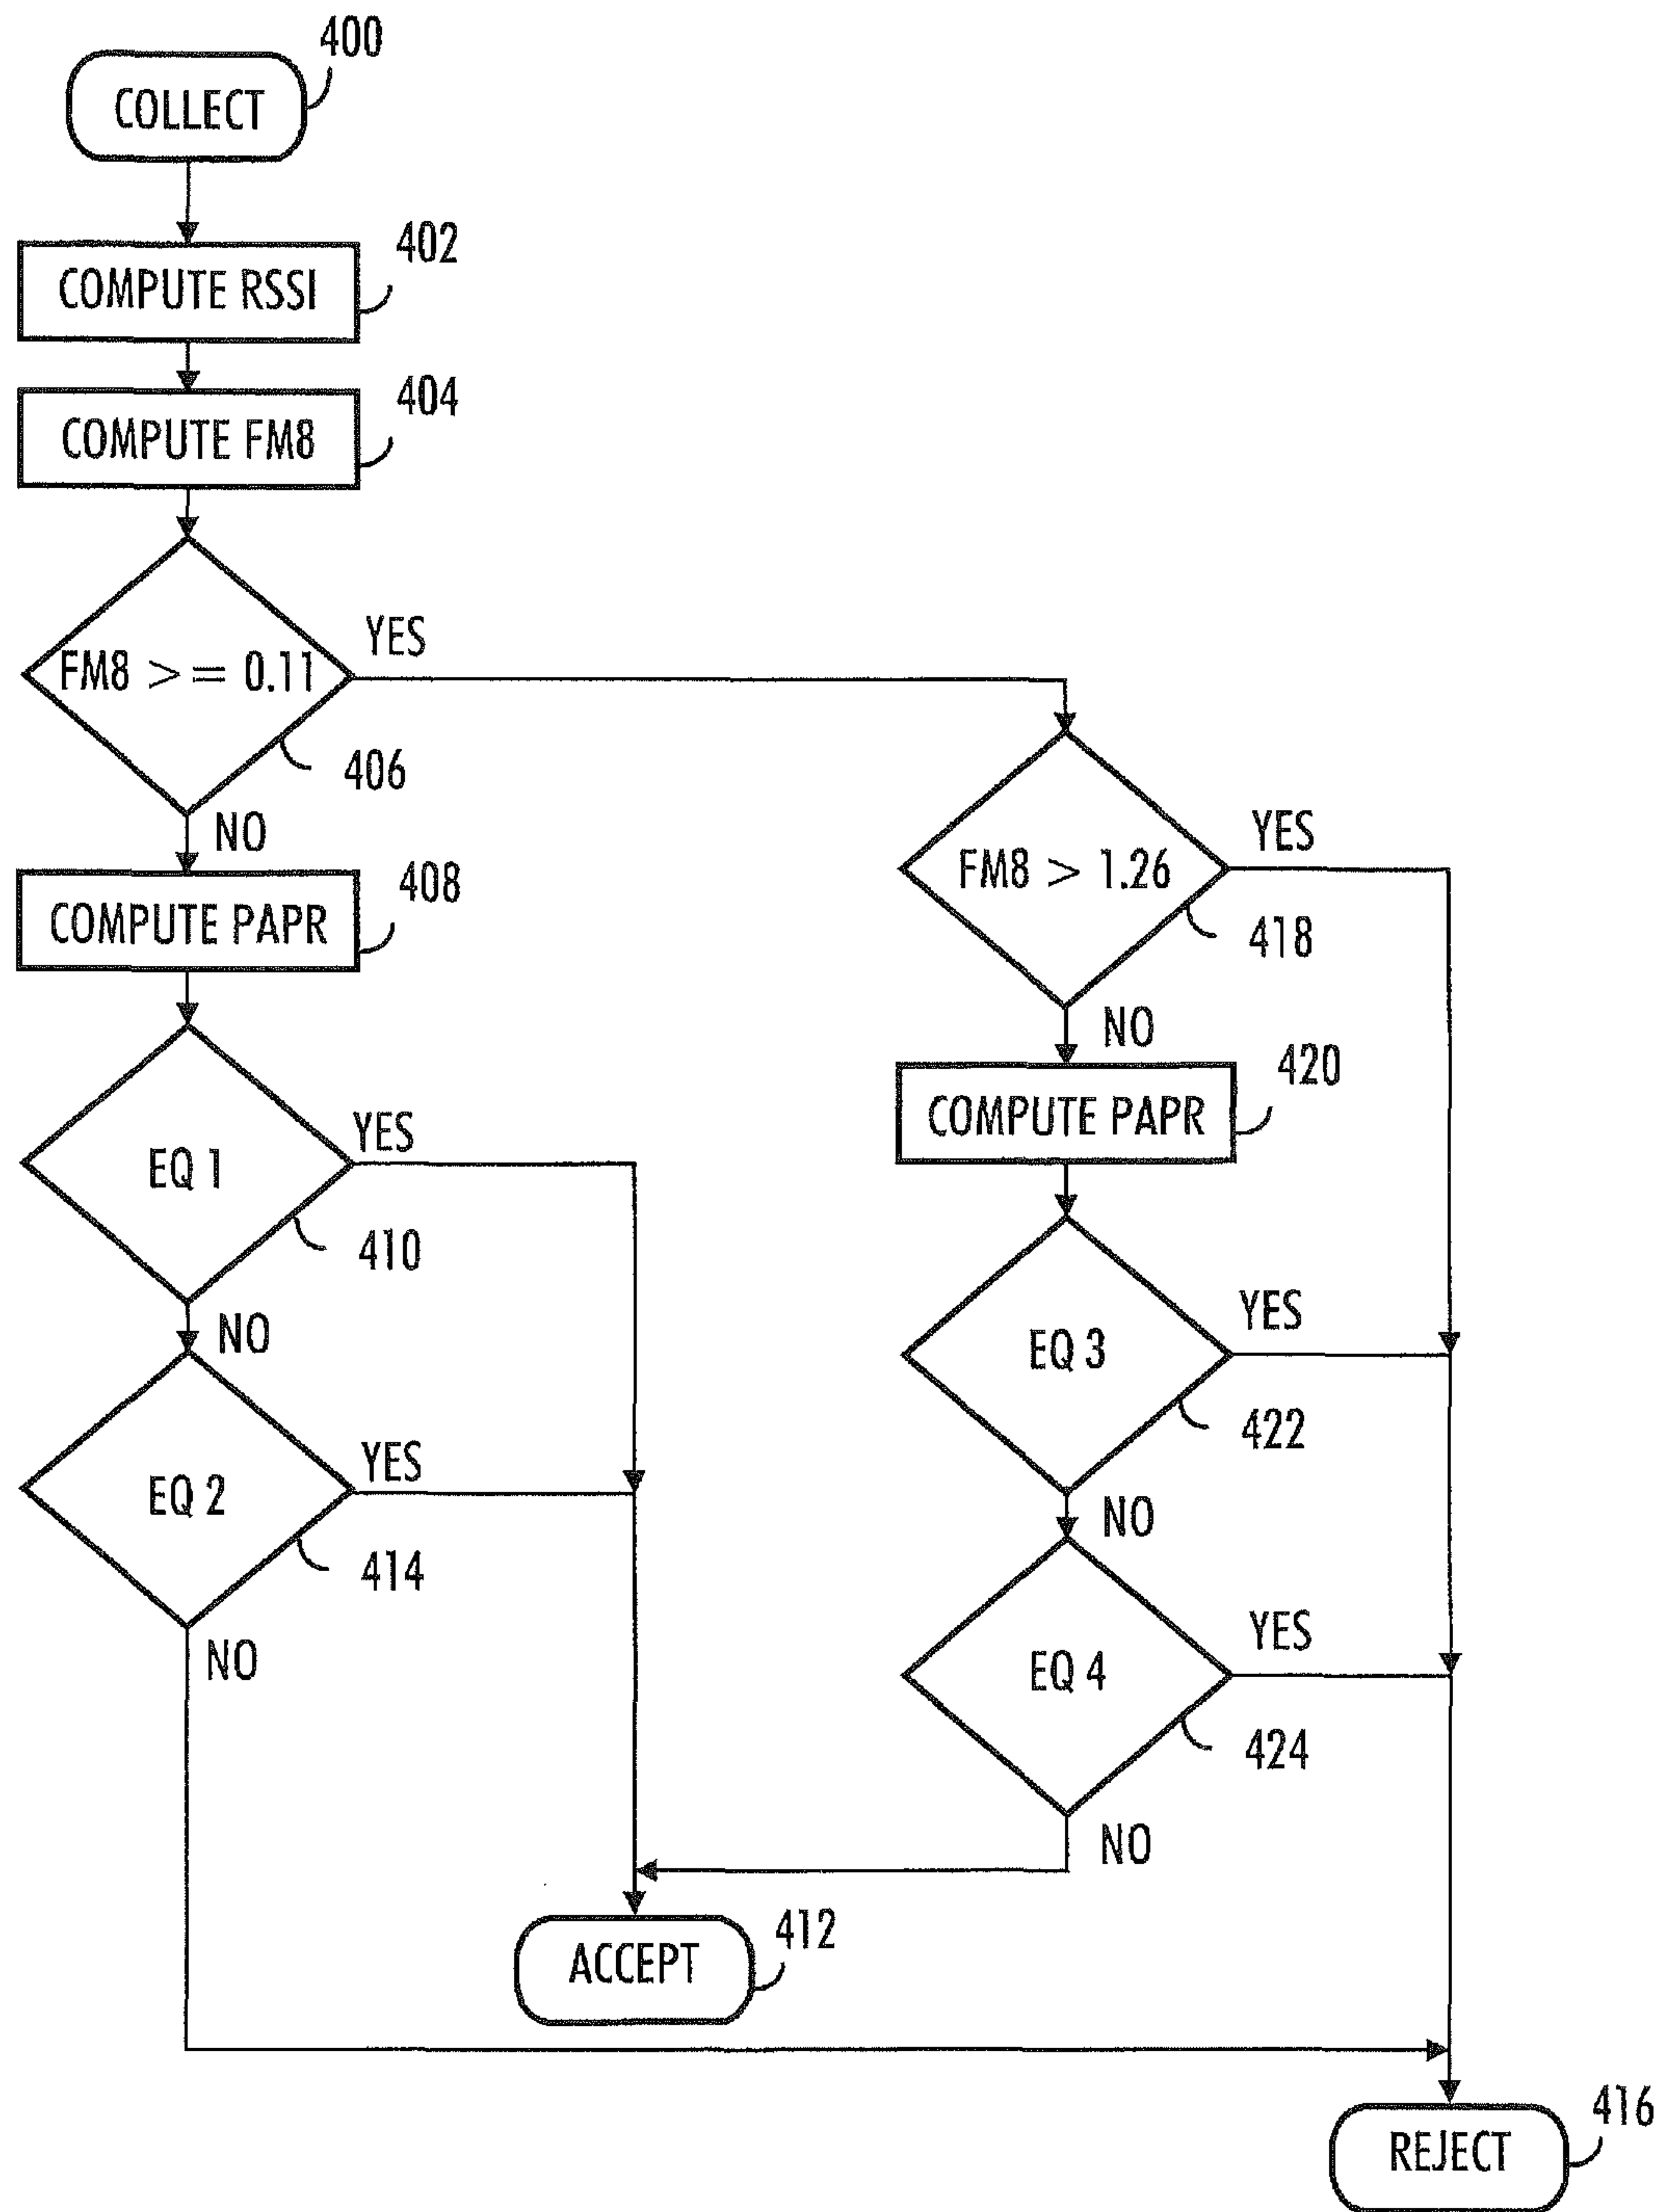 400
COLLECT
402
COMPUTE RSSI
404
COMPUTE FM8
YES
FM8 > = 0.11
406
NO
408
COMPUTE PAPR
YES
FM8 > 1.26
418
NO
420
COMPUTE PAPR
YES
EQ 1
410
NO
YES
EQ 3
422
NO
YES
EQ 2
414
NO
YES
EQ 4
424
NO
412
ACCEPT
416
REJECT